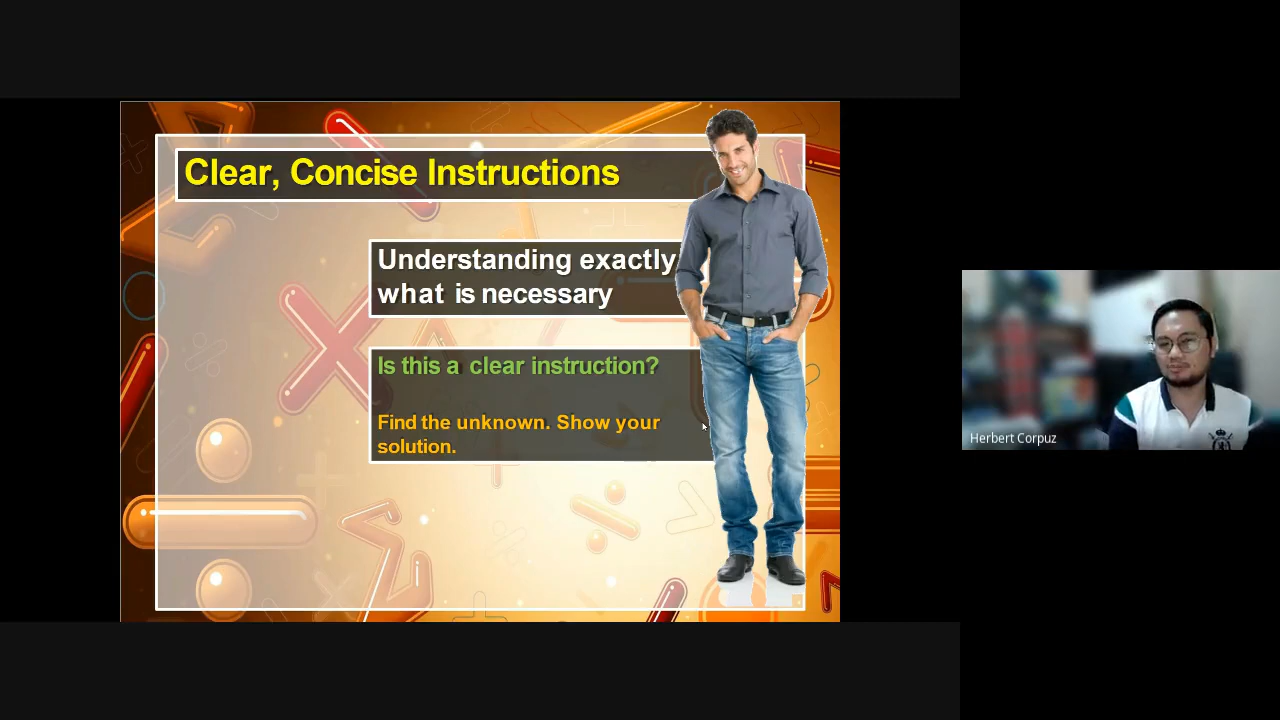 Clear, Concise Instructions
Understanding exactly
what is necessary
Is this a clear instruction?
Find the unknown. Show your
solution.
Herbert Corpuz